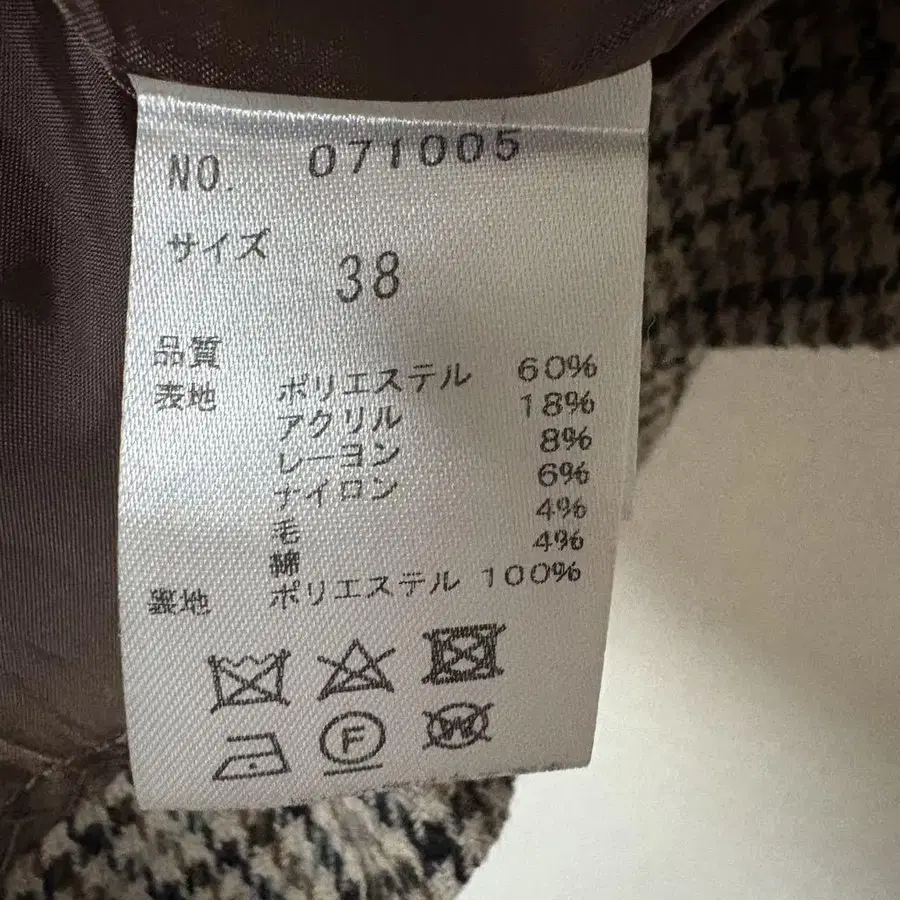 NO. 071005
サイズ 38
品質
表地 ポリエステル 60%
アクリル 18%
レーヨン 8%
ナイロン 6%
毛 4%
綿 4%
裏地 ポリエステル 100%
F
W